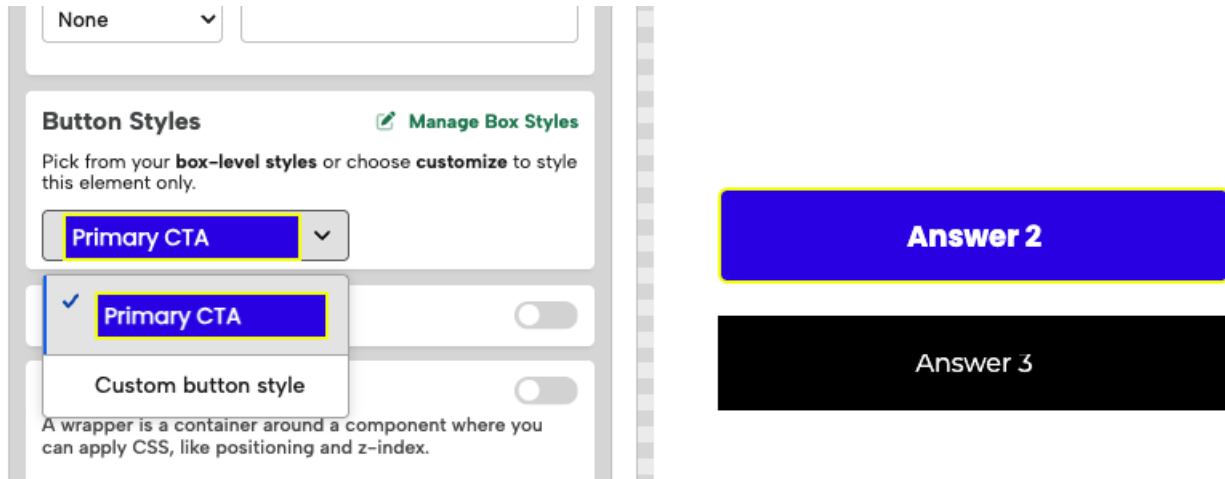 None
Button Styles
Manage Box Styles
Pick from your box-level styles or choose customize to style
this element only.
Primary CTA
Primary CTA
Custom button style
A wrapper is a container around a component where you
can apply CSS, like positioning and z-index.
Answer 2
Answer 3